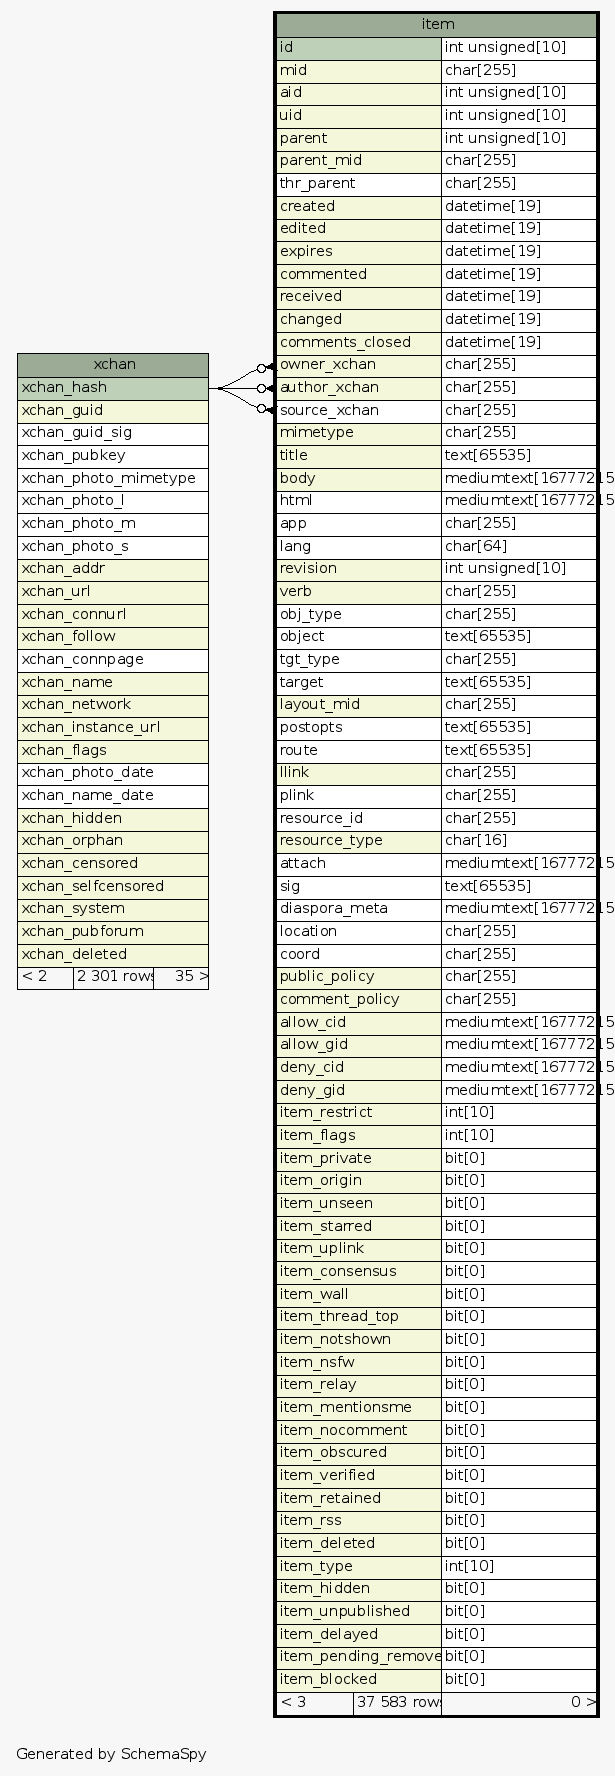 item
id int unsigned[10]
mid char[255]
aid int unsigned[10]
uid int unsigned[10]
parent int unsigned[10]
parent_mid char[255]
thr_parent char[255]
created datetime[19]
edited datetime[19]
expires datetime[19]
commented datetime[19]
received datetime[19]
changed datetime[19]
comments_closed datetime[19]
owner_xchan char[255]
author_xchan char[255]
source_xchan char[255]
mimetype char[255]
title text[65535]
body mediumtext[16777215
html mediumtext[16777215
app char[255]
lang char[64]
revision int unsigned[10]
verb char[255]
obj_type char[255]
object text[65535]
tgt_type char[255]
target text[65535]
layout_mid char[255]
postopts text[65535]
route text[65535]
llink char[255]
plink char[255]
resource_id char[255]
resource_type char[16]
attach mediumtext[16777215
sig text[65535]
diaspora_meta mediumtext[16777215
location char[255]
coord char[255]
public_policy char[255]
comment_policy char[255]
allow_cid mediumtext[16777215
allow_gid mediumtext[16777215
deny_cid mediumtext[16777215
deny_gid mediumtext[16777215
item_restrict int[10]
item_flags int[10]
item_private bit[0]
item_origin bit[0]
item_unseen bit[0]
item_starred bit[0]
item_uplink bit[0]
item_consensus bit[0]
item_wall bit[0]
item_thread_top bit[0]
item_notshown bit[0]
item_nsfw bit[0]
item_relay bit[0]
item_mentionsme bit[0]
item_nocomment bit[0]
item_obscured bit[0]
item_verified bit[0]
item_retained bit[0]
item_rss bit[0]
item_deleted bit[0]
item_type int[10]
item_hidden bit[0]
item_unpublished bit[0]
item_delayed bit[0]
item_pending_remove bit[0]
item_blocked bit[0]
< 3 37 583 rows 0 >
xchan
xchan_hash
xchan_guid
xchan_guid_sig
xchan_pubkey
xchan_photo_mimetype
xchan_photo_l
xchan_photo_m
xchan_photo_s
xchan_addr
xchan_url
xchan_connurl
xchan_follow
xchan_connpage
xchan_name
xchan_network
xchan_instance_url
xchan_flags
xchan_photo_date
xchan_name_date
xchan_hidden
xchan_orphan
xchan_censored
xchan_selfcensored
xchan_system
xchan_pubforum
xchan_deleted
< 2 2 301 rows 35 >
Generated by SchemaSpy